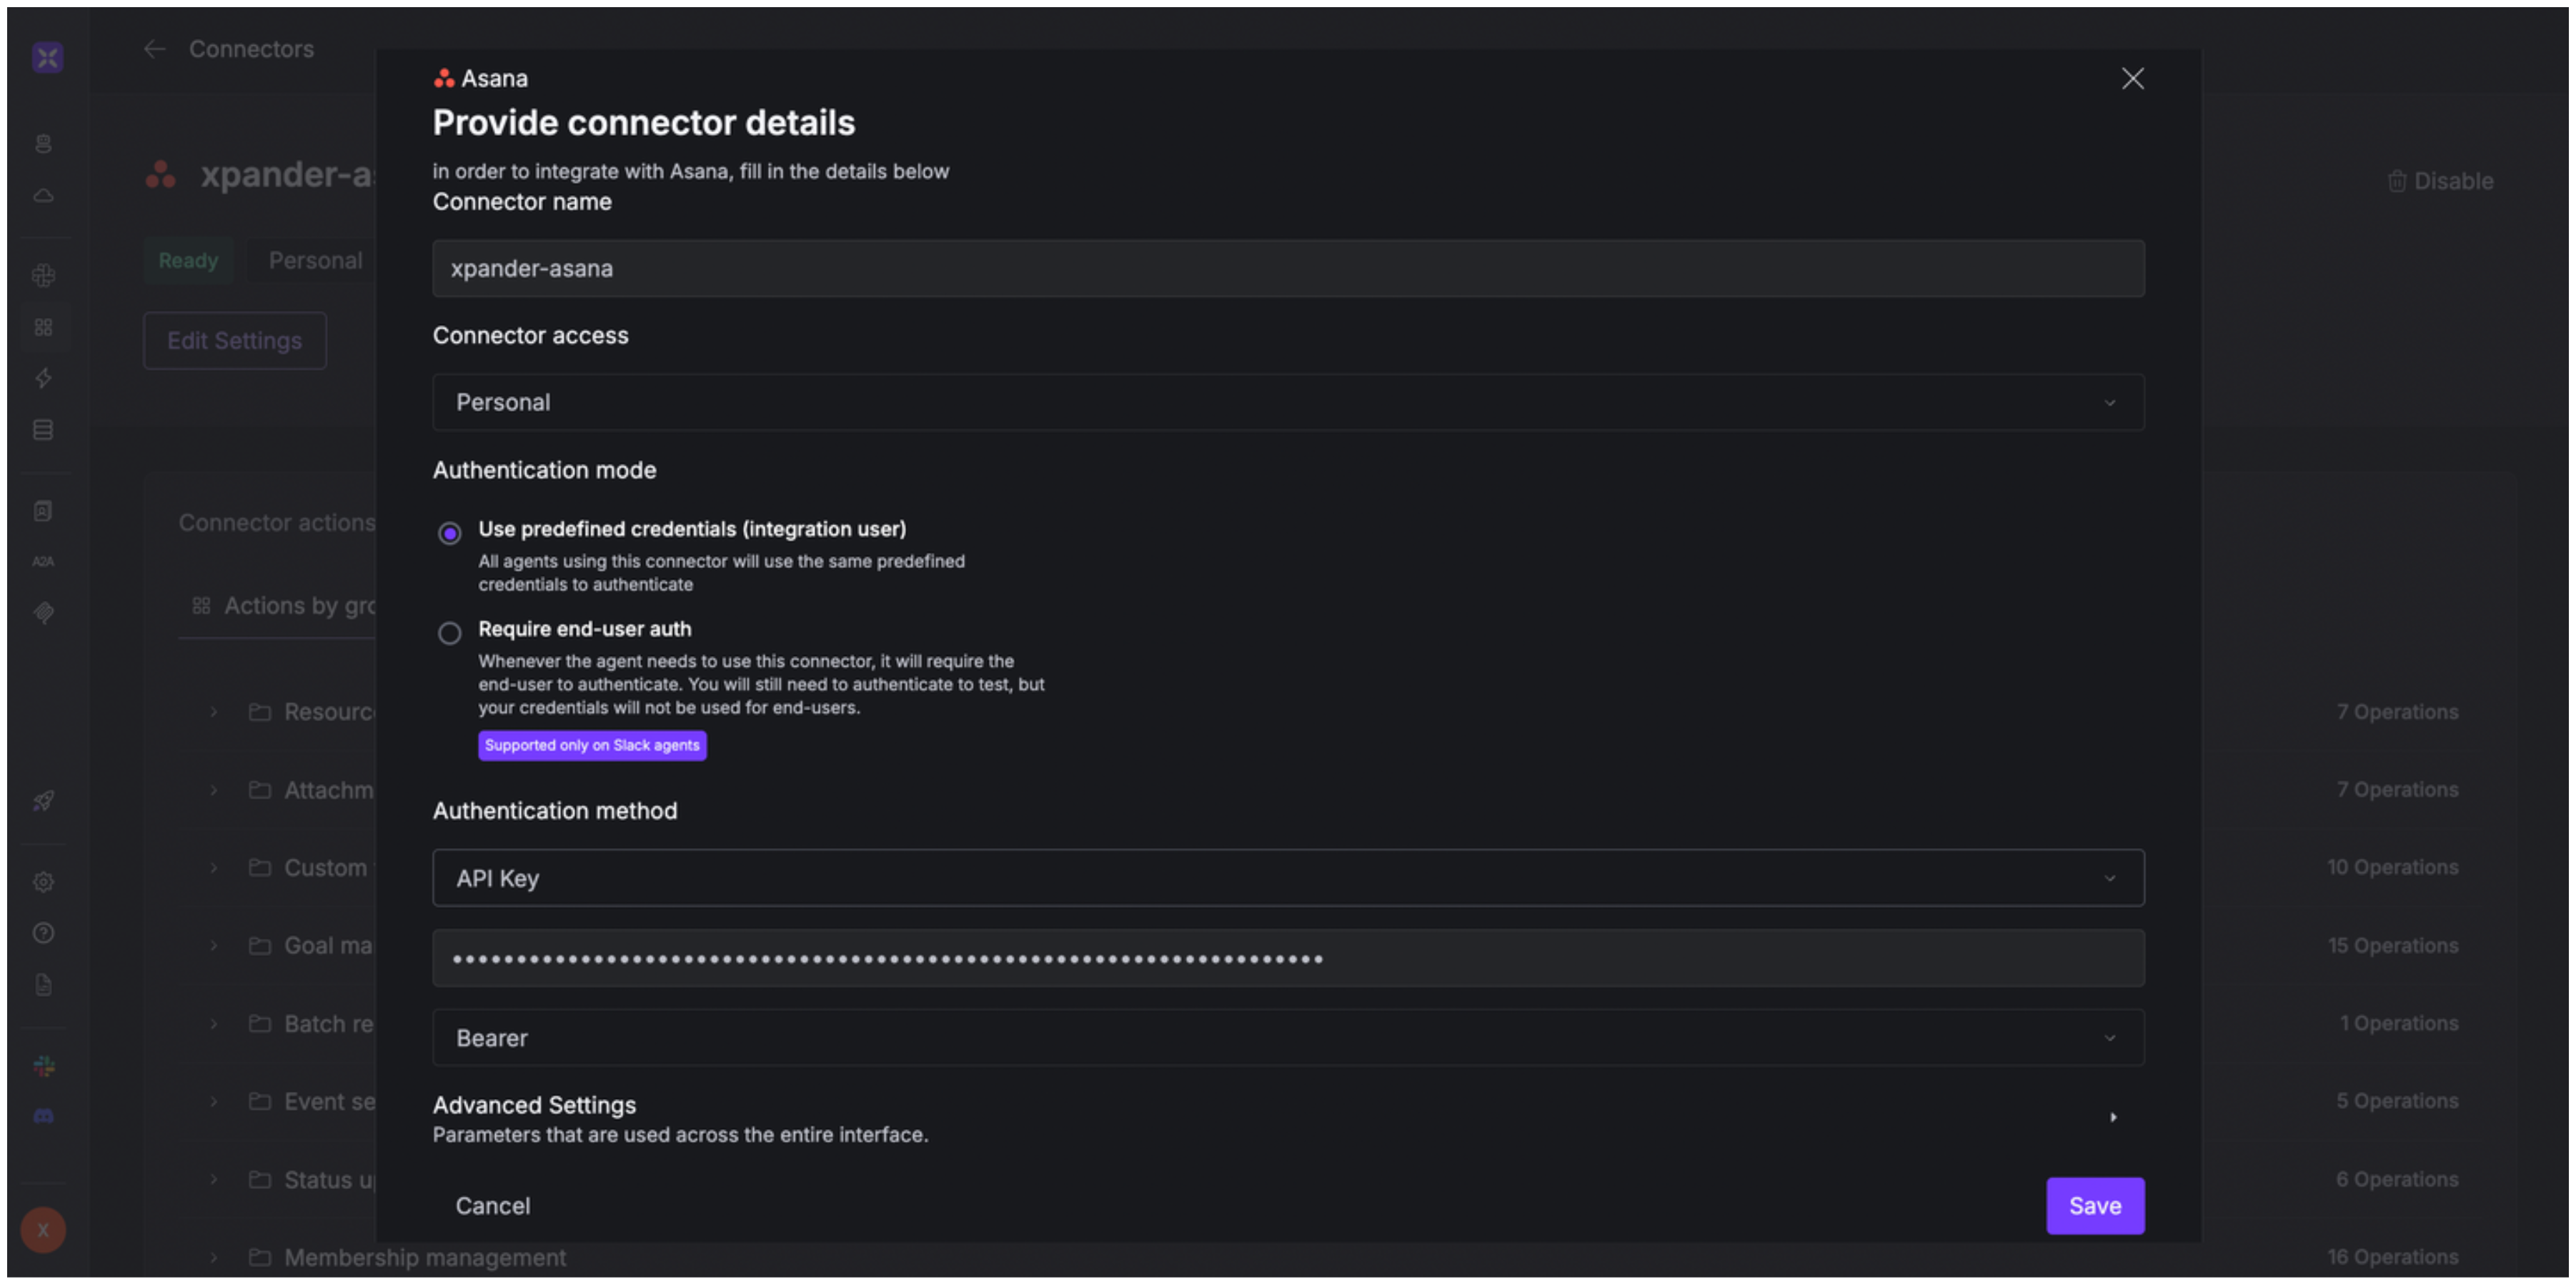 Connectors
Asana
Provide connector details
in order to integrate with Asana, fill in the details below
Connector name
xpander-as
Disable
xpander-asana
Ready
Personal
Connector access
Edit Settings
Personal
Authentication mode
Connector actions
Use predefined credentials (integration user)
All agents using this connector will use the same predefined
credentials to authenticate
A2A
Actions by gro
Require end-user auth
Whenever the agent needs to use this connector, it will require the
end-user to authenticate. You will still need to authenticate to test, but
your credentials will not be used for end-users.
Supported only on Slack agents
Resourc
7 Operations
Attachm
7 Operations
Authentication method
Custom
10 Operations
API Key
Goal ma
15 Operations
Batch re
1 Operations
Bearer
Event se
5 Operations
Advanced Settings
Parameters that are used across the entire interface.
Status u
6 Operations
Cancel
Save
X
Membership management
16 Operations